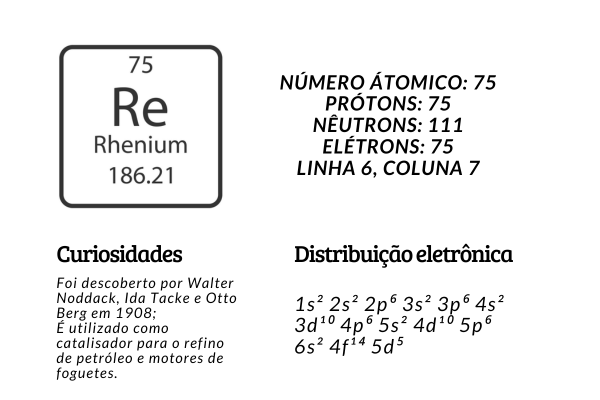 75
Re
Rhenium
186.21
NÚMERO ÁTOMICO: 75
PRÓTONS: 75
NÊUTRONS: 111
ELÉTRONS: 75
LINHA 6, COLUNA 7
Curiosidades
Foi descoberto por Walter
Noddack, Ida Tacke e Otto
Berg em 1908;
É utilizado como
catalisador para o refino
de petróleo e motores de
foguetes.
Distribuição eletrônica
1s² 2s² 2p⁶ 3s² 3p⁶ 4s²
3d¹⁰ 4p⁶ 5s² 4d¹⁰ 5p⁶
6s² 4f¹⁴ 5d⁵